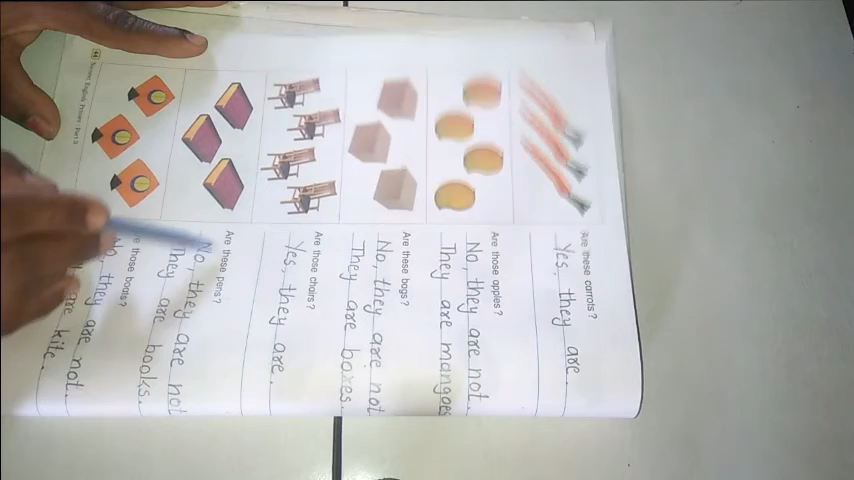 Are these carrots?
Yes, they are.
Are those apples?
No, they are not.
They are mangoes
Are these bags?
No, they are not
They are boxes.
Are those chairs?
Yes, they are.
Are these pens?
No, they are not
They are books.
those boats?
they are not.
are kite.